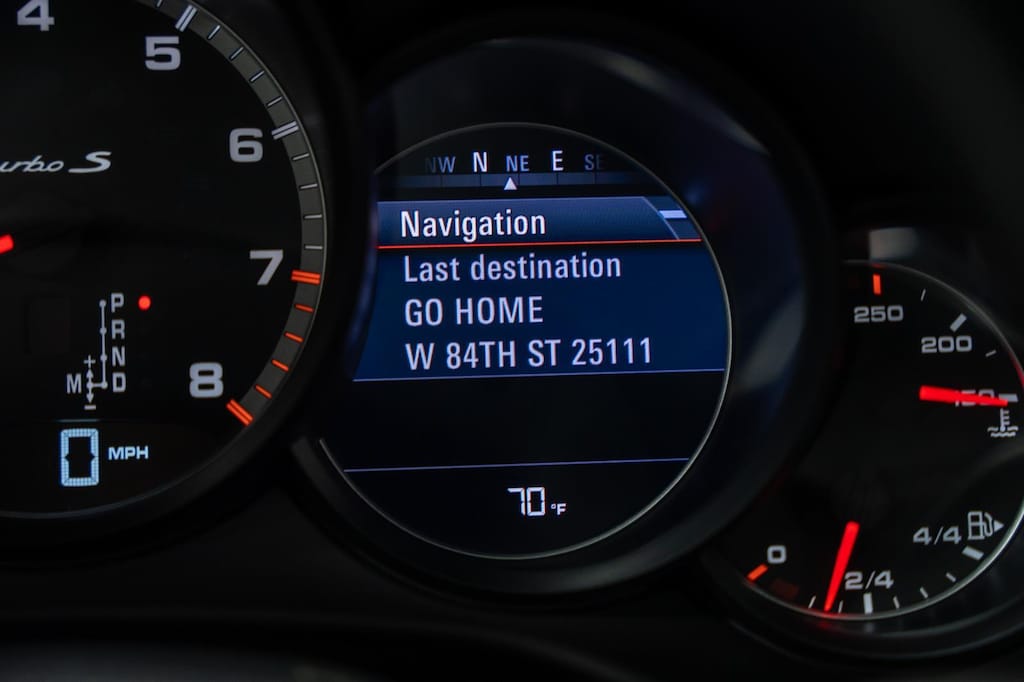 4
5
6
7
8
urbo S
P
R
N
M + - D
0 MPH
NW N NE E SE
Navigation
Last destination
GO HOME
W 84TH ST 25111
70 °F
250
200
150
0
2/4
4/4